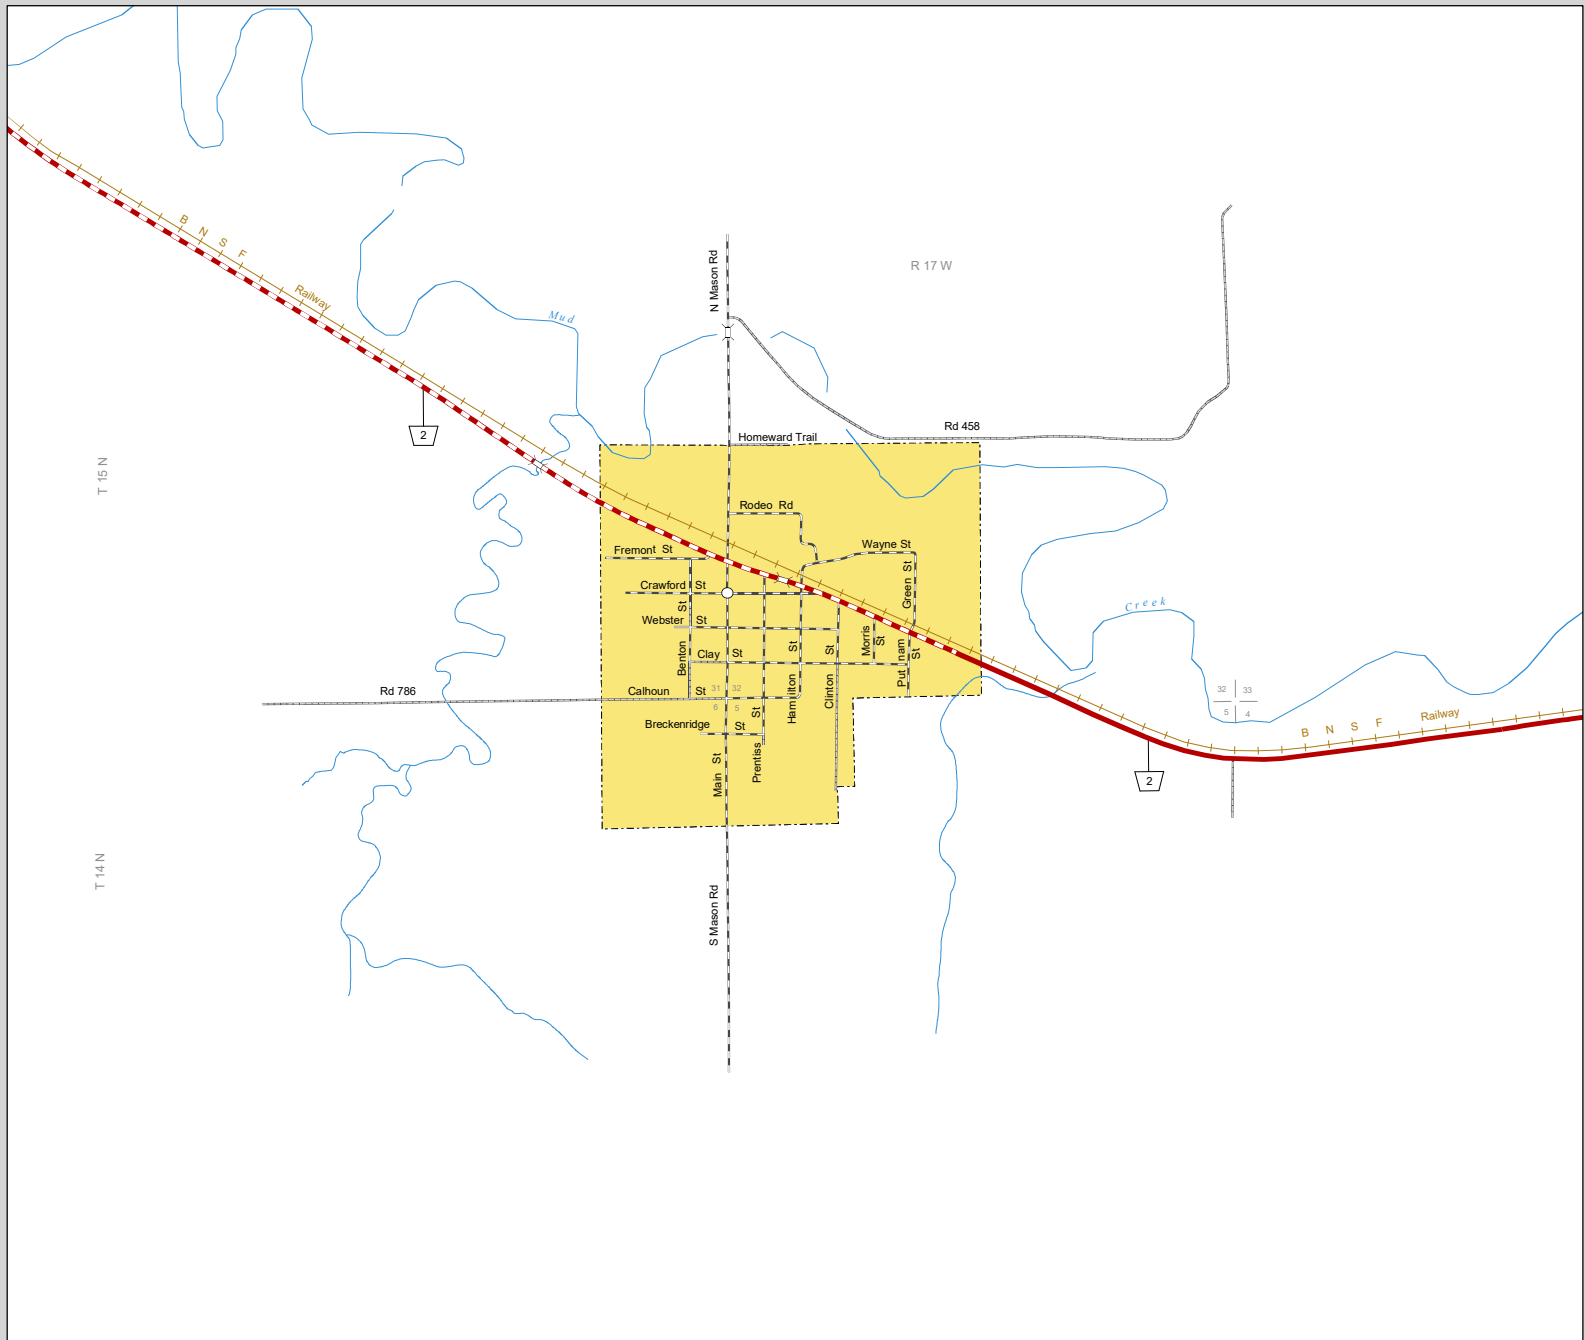 B N S F
Railway
N Mason Rd
R 17 W
Mud
2
Rd 458
Homeward Trail
T 15 N
Rodeo Rd
Wayne St
Fremont St
Green St
Crawford St
Creek
Webster St
Morris St
Benton St
Clay St
Putnam St
Rd 786
Calhoun St
31 32
6 5
Hamilton St
Clinton St
32 33
5 4
Breckenridge St
Prentiss St
Main St
B N S F Railway
2
T 14 N
S Mason Rd